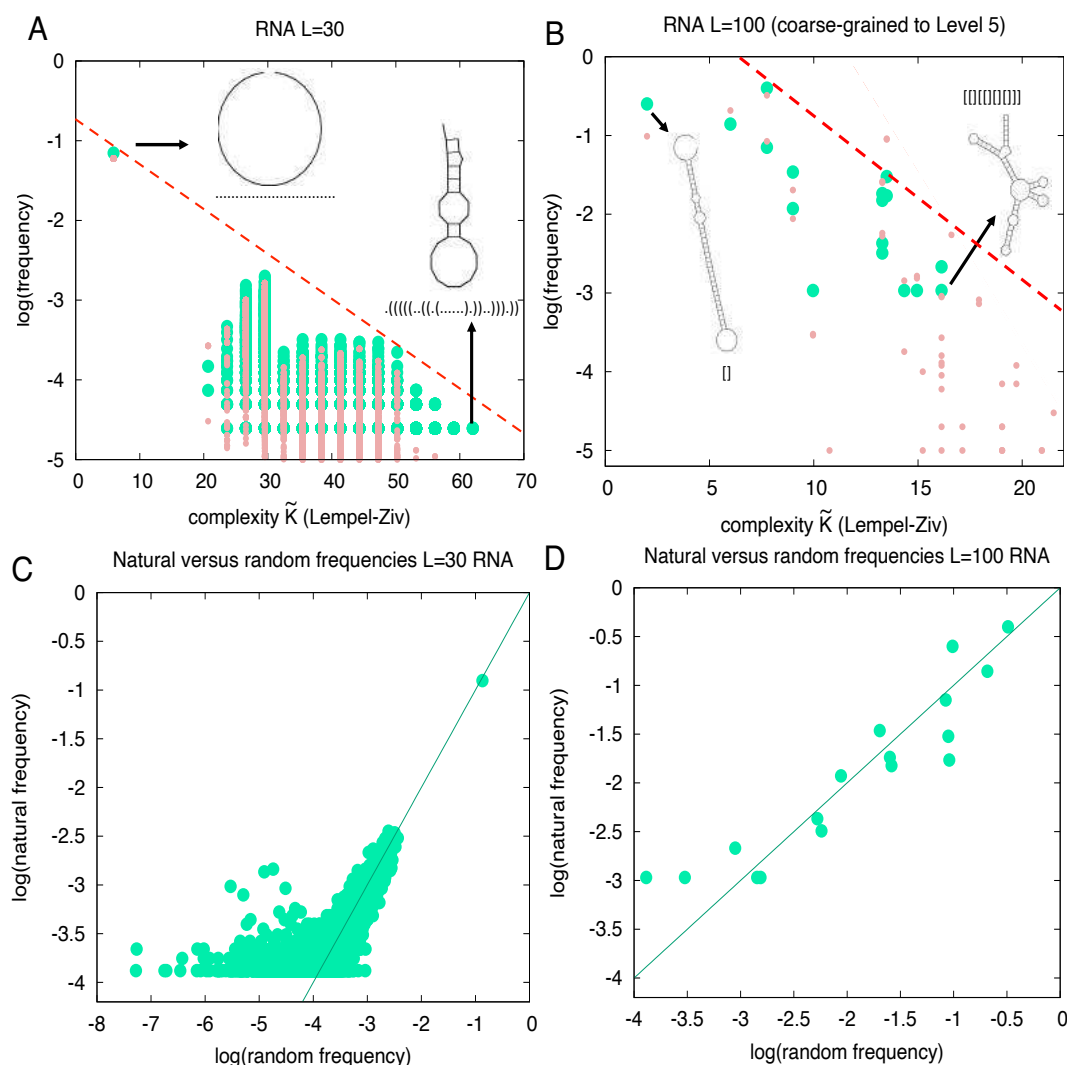 A
RNA L=30
0
-1
-2
-3
-4
-5
log(frequency)
.(((((..((.(......).))..))).))
0 10 20 30 40 50 60 70
complexity K̃ (Lempel-Ziv)
B
RNA L=100 (coarse-grained to Level 5)
0
-1
-2
-3
-4
-5
log(frequency)
[[][[][][]]]
[]
0 5 10 15 20
complexity K̃ (Lempel-Ziv)
C
Natural versus random frequencies L=30 RNA
0
-0.5
-1
-1.5
-2
-2.5
-3
-3.5
-4
log(natural frequency)
-8 -7 -6 -5 -4 -3 -2 -1 0
log(random frequency)
D
Natural versus random frequencies L=100 RNA
0
-0.5
-1
-1.5
-2
-2.5
-3
-3.5
-4
log(natural frequency)
-4 -3.5 -3 -2.5 -2 -1.5 -1 -0.5 0
log(random frequency)